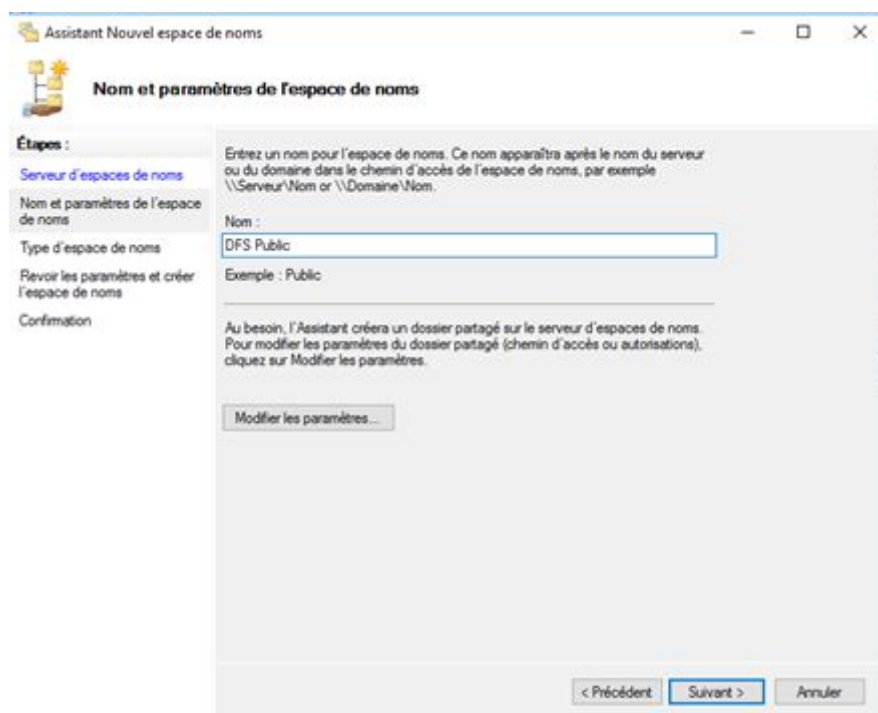 Assistant Nouvel espace de noms
Nom et paramètres de l'espace de noms
Étapes :
Serveur d'espaces de noms
Nom et paramètres de l'espace
de noms
Type d'espace de noms
Revoir les paramètres et créer
l'espace de noms
Confirmation
Entrez un nom pour l'espace de noms. Ce nom apparaîtra après le nom du serveur
ou du domaine dans le chemin d'accès de l'espace de noms, par exemple
\\Serveur\Nom or \\Domaine\Nom.
Nom :
DFS Public
Exemple : Public
Au besoin, l'Assistant créera un dossier partagé sur le serveur d'espaces de noms.
Pour modifier les paramètres du dossier partagé (chemin d'accès ou autorisations),
cliquez sur Modifier les paramètres.
Modifier les paramètres...
< Précédent
Suivant >
Annuler